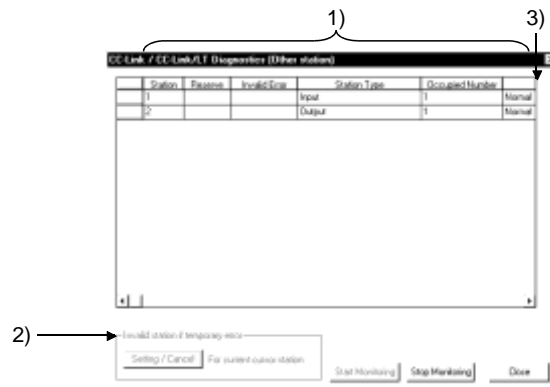 1)
3)
CC-Link / CC-Link/LT Diagnostics (Other station)
Station Reserve Invalid Error Station Type Occupied Number
1 Input 1 Normal
2 Output 1 Normal
2)
Invalid station if temporary error
Setting / Cancel For current cursor station
Start Monitoring Stop Monitoring Close